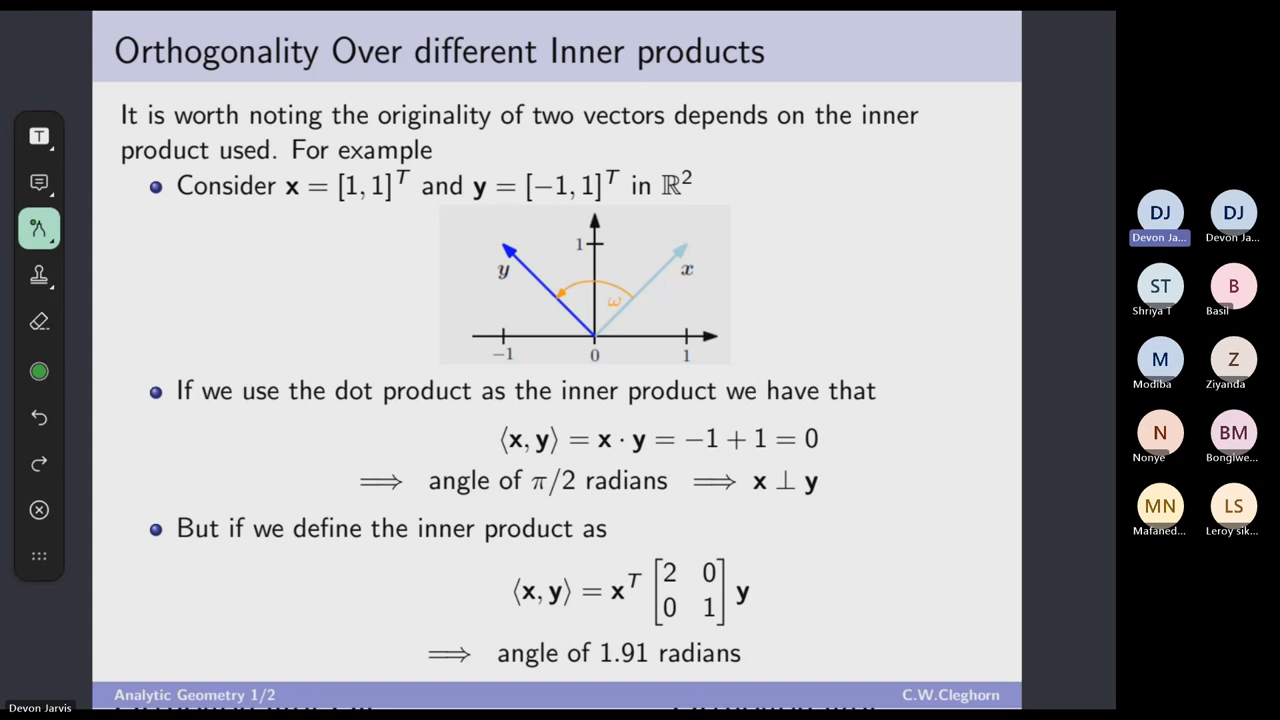 Orthogonality Over different Inner products
It is worth noting the originality of two vectors depends on the inner
product used. For example
Consider x = [1, 1]^T and y = [−1, 1]^T in ℝ²
1
y
x
ω
−1 0 1
If we use the dot product as the inner product we have that
⟨x, y⟩ = x · y = −1 + 1 = 0
⟹ angle of π/2 radians ⟹ x ⊥ y
But if we define the inner product as
⟨x, y⟩ = x^T [2 0
0 1] y
⟹ angle of 1.91 radians
Analytic Geometry 1/2 C.W.Cleghorn
T
DJ DJ
Devon Ja... Devon Ja...
ST B
Shriya T Basil
M Z
Modiba Ziyanda
N BM
Nonye Bongiwe...
MN LS
Mafaned... Leroy sik...
Devon Jarvis